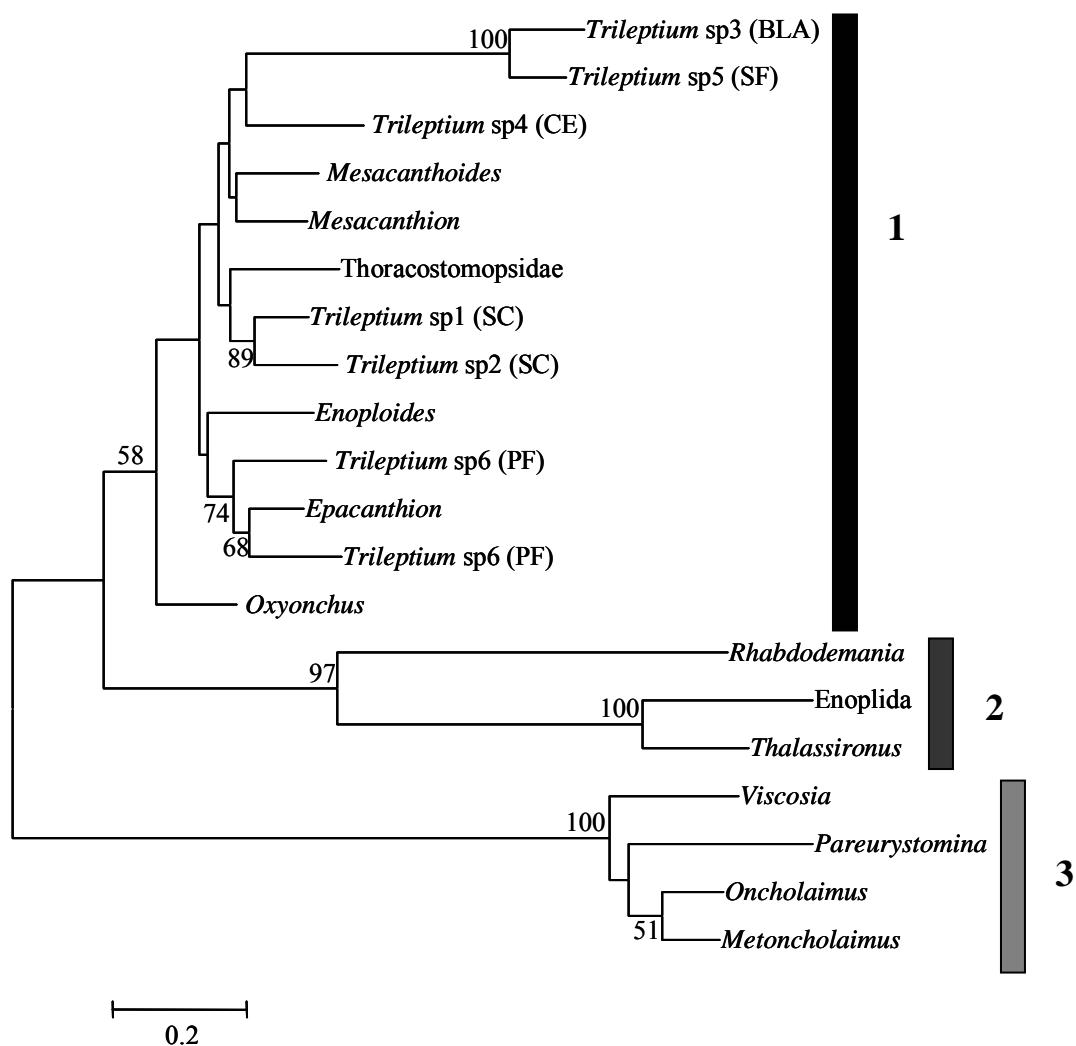 100
Trileptium sp3 (BLA)
Trileptium sp5 (SF)
Trileptium sp4 (CE)
Mesacanthoides
Mesacanthion
1
Thoracostomopsidae
Trileptium sp1 (SC)
89
Trileptium sp2 (SC)
Enoploides
58
Trileptium sp6 (PF)
74
Epacanthion
68
Trileptium sp6 (PF)
Oxyonchus
97
Rhabdodemania
100
Enoplida
2
Thalassironus
Viscosia
100
Pareurystomina
3
Oncholaimus
51
Metoncholaimus
0.2